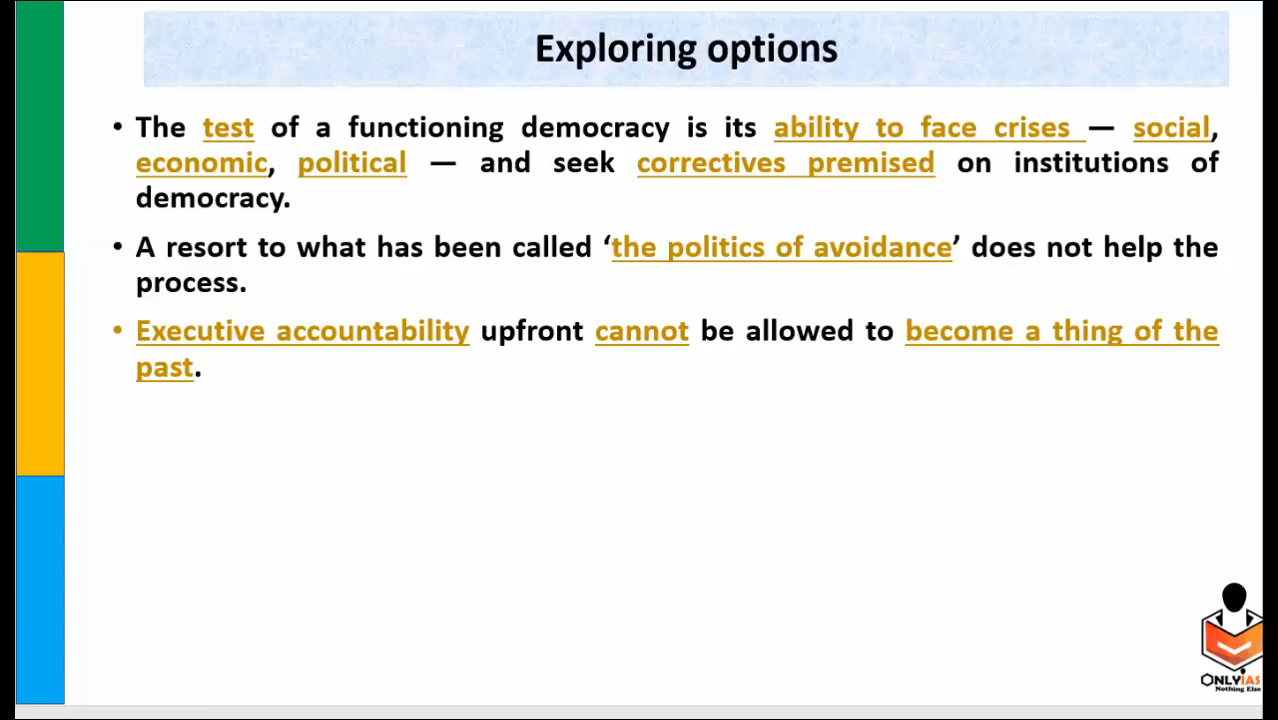 Exploring options
• The test of a functioning democracy is its ability to face crises — social,
economic, political — and seek correctives premised on institutions of
democracy.
• A resort to what has been called ‘the politics of avoidance’ does not help the
process.
• Executive accountability upfront cannot be allowed to become a thing of the
past.
ONLYIAS
Nothing Else